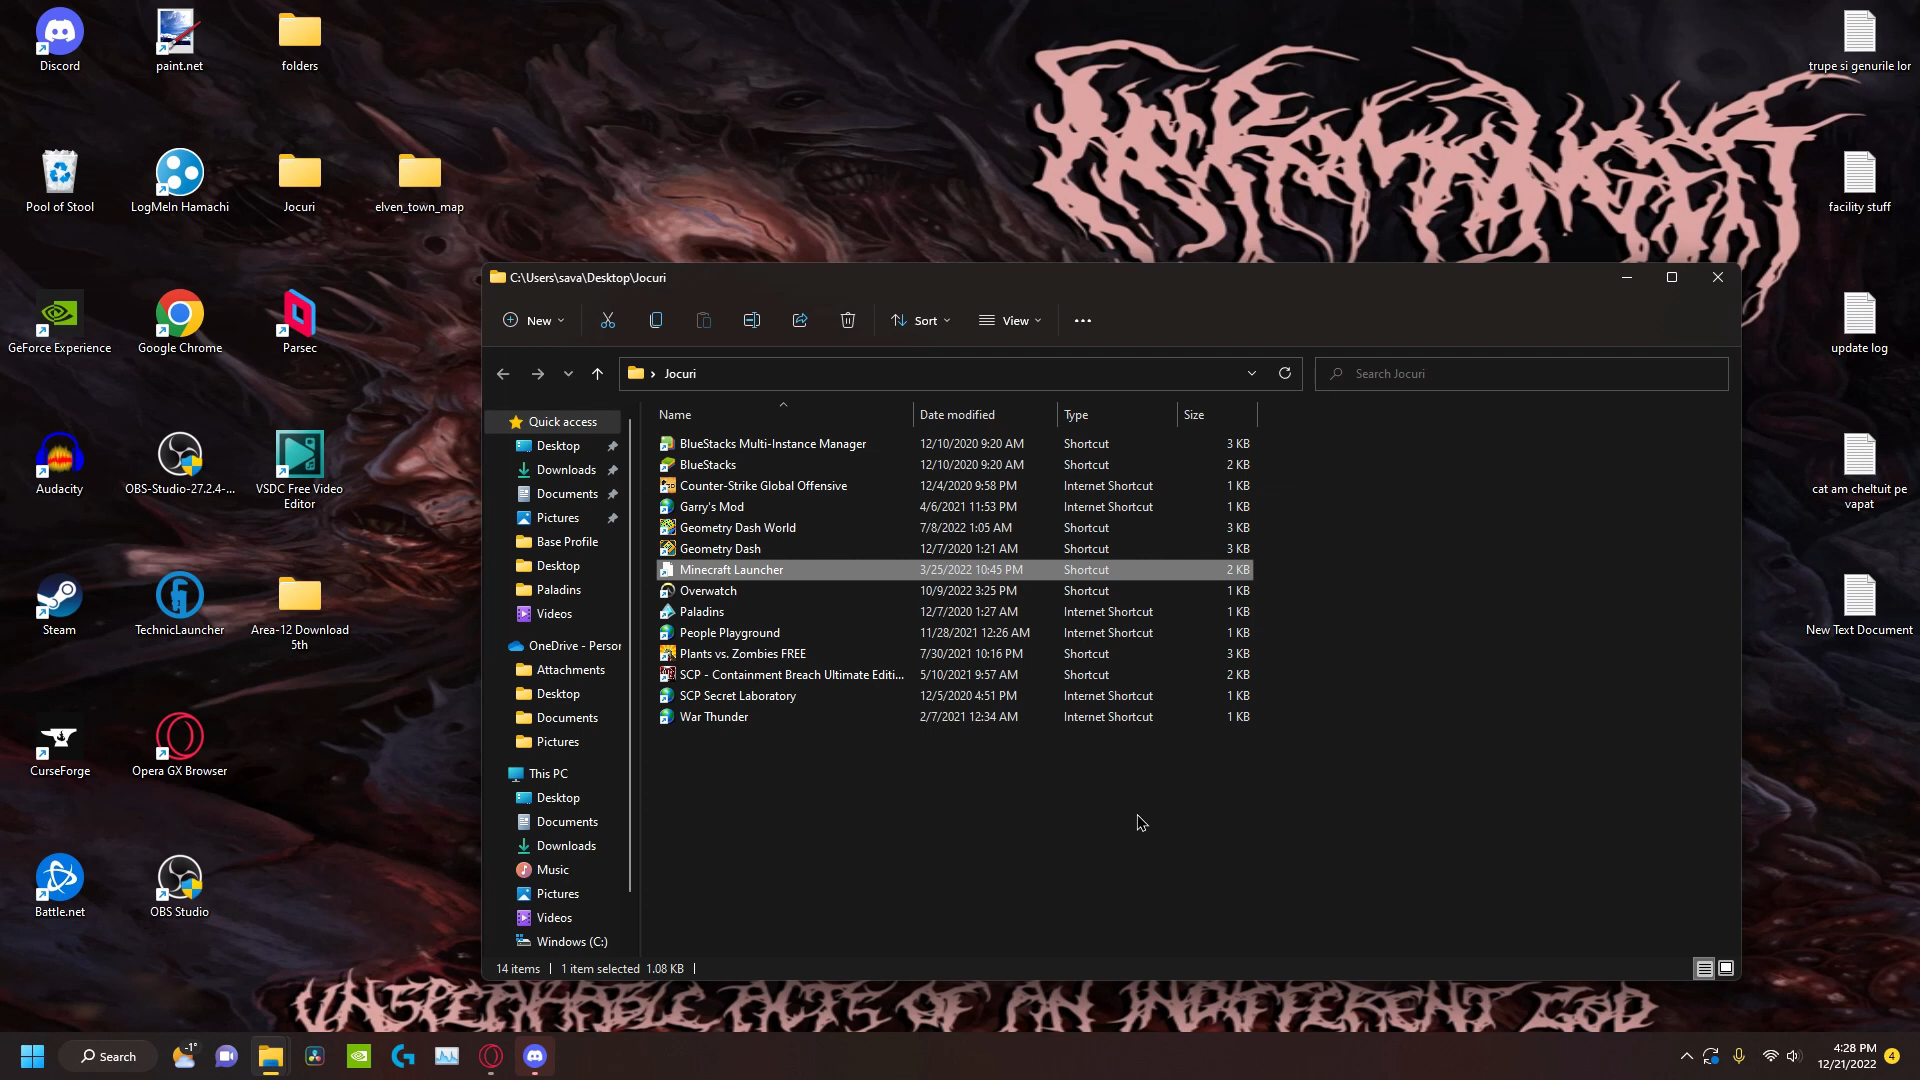 Discord
paint.net
folders
trupe si genurile lor
Pool of Stool
LogMeIn Hamachi
Jocuri
elven_town_map
facility stuff
GeForce Experience
Google Chrome
Parsec
update log
Audacity
OBS-Studio-27.2.4-...
VSDC Free Video
Editor
cat am cheltuit pe
vapat
Steam
TechnicLauncher
Area-12 Download
5th
New Text Document
CurseForge
Opera GX Browser
Battle.net
OBS Studio
C:\Users\sava\Desktop\Jocuri
New
Sort
View
Jocuri
Search Jocuri
Quick access
Desktop
Downloads
Documents
Pictures
Base Profile
Desktop
Paladins
Videos
OneDrive - Person
Attachments
Desktop
Documents
Pictures
This PC
Desktop
Documents
Downloads
Music
Pictures
Videos
Windows (C:)
Name Date modified Type Size
BlueStacks Multi-Instance Manager 12/10/2020 9:20 AM Shortcut 3 KB
BlueStacks 12/10/2020 9:20 AM Shortcut 2 KB
Counter-Strike Global Offensive 12/4/2020 9:58 PM Internet Shortcut 1 KB
Garry's Mod 4/6/2021 11:53 PM Internet Shortcut 1 KB
Geometry Dash World 7/8/2022 1:05 AM Shortcut 3 KB
Geometry Dash 12/7/2020 1:21 AM Shortcut 3 KB
Minecraft Launcher 3/25/2022 10:45 PM Shortcut 2 KB
Overwatch 10/9/2022 3:25 PM Shortcut 1 KB
Paladins 12/7/2020 1:27 AM Internet Shortcut 1 KB
People Playground 11/28/2021 12:26 AM Internet Shortcut 1 KB
Plants vs. Zombies FREE 7/30/2021 10:16 PM Shortcut 3 KB
SCP - Containment Breach Ultimate Editi... 5/10/2021 9:57 AM Shortcut 2 KB
SCP Secret Laboratory 12/5/2020 4:51 PM Internet Shortcut 1 KB
War Thunder 2/7/2021 12:34 AM Internet Shortcut 1 KB
14 items 1 item selected 1.08 KB
UNSPEAKABLE ACTS OF AN INDIFFERENT GOD
Search
-1°
4:28 PM
12/21/2022
4